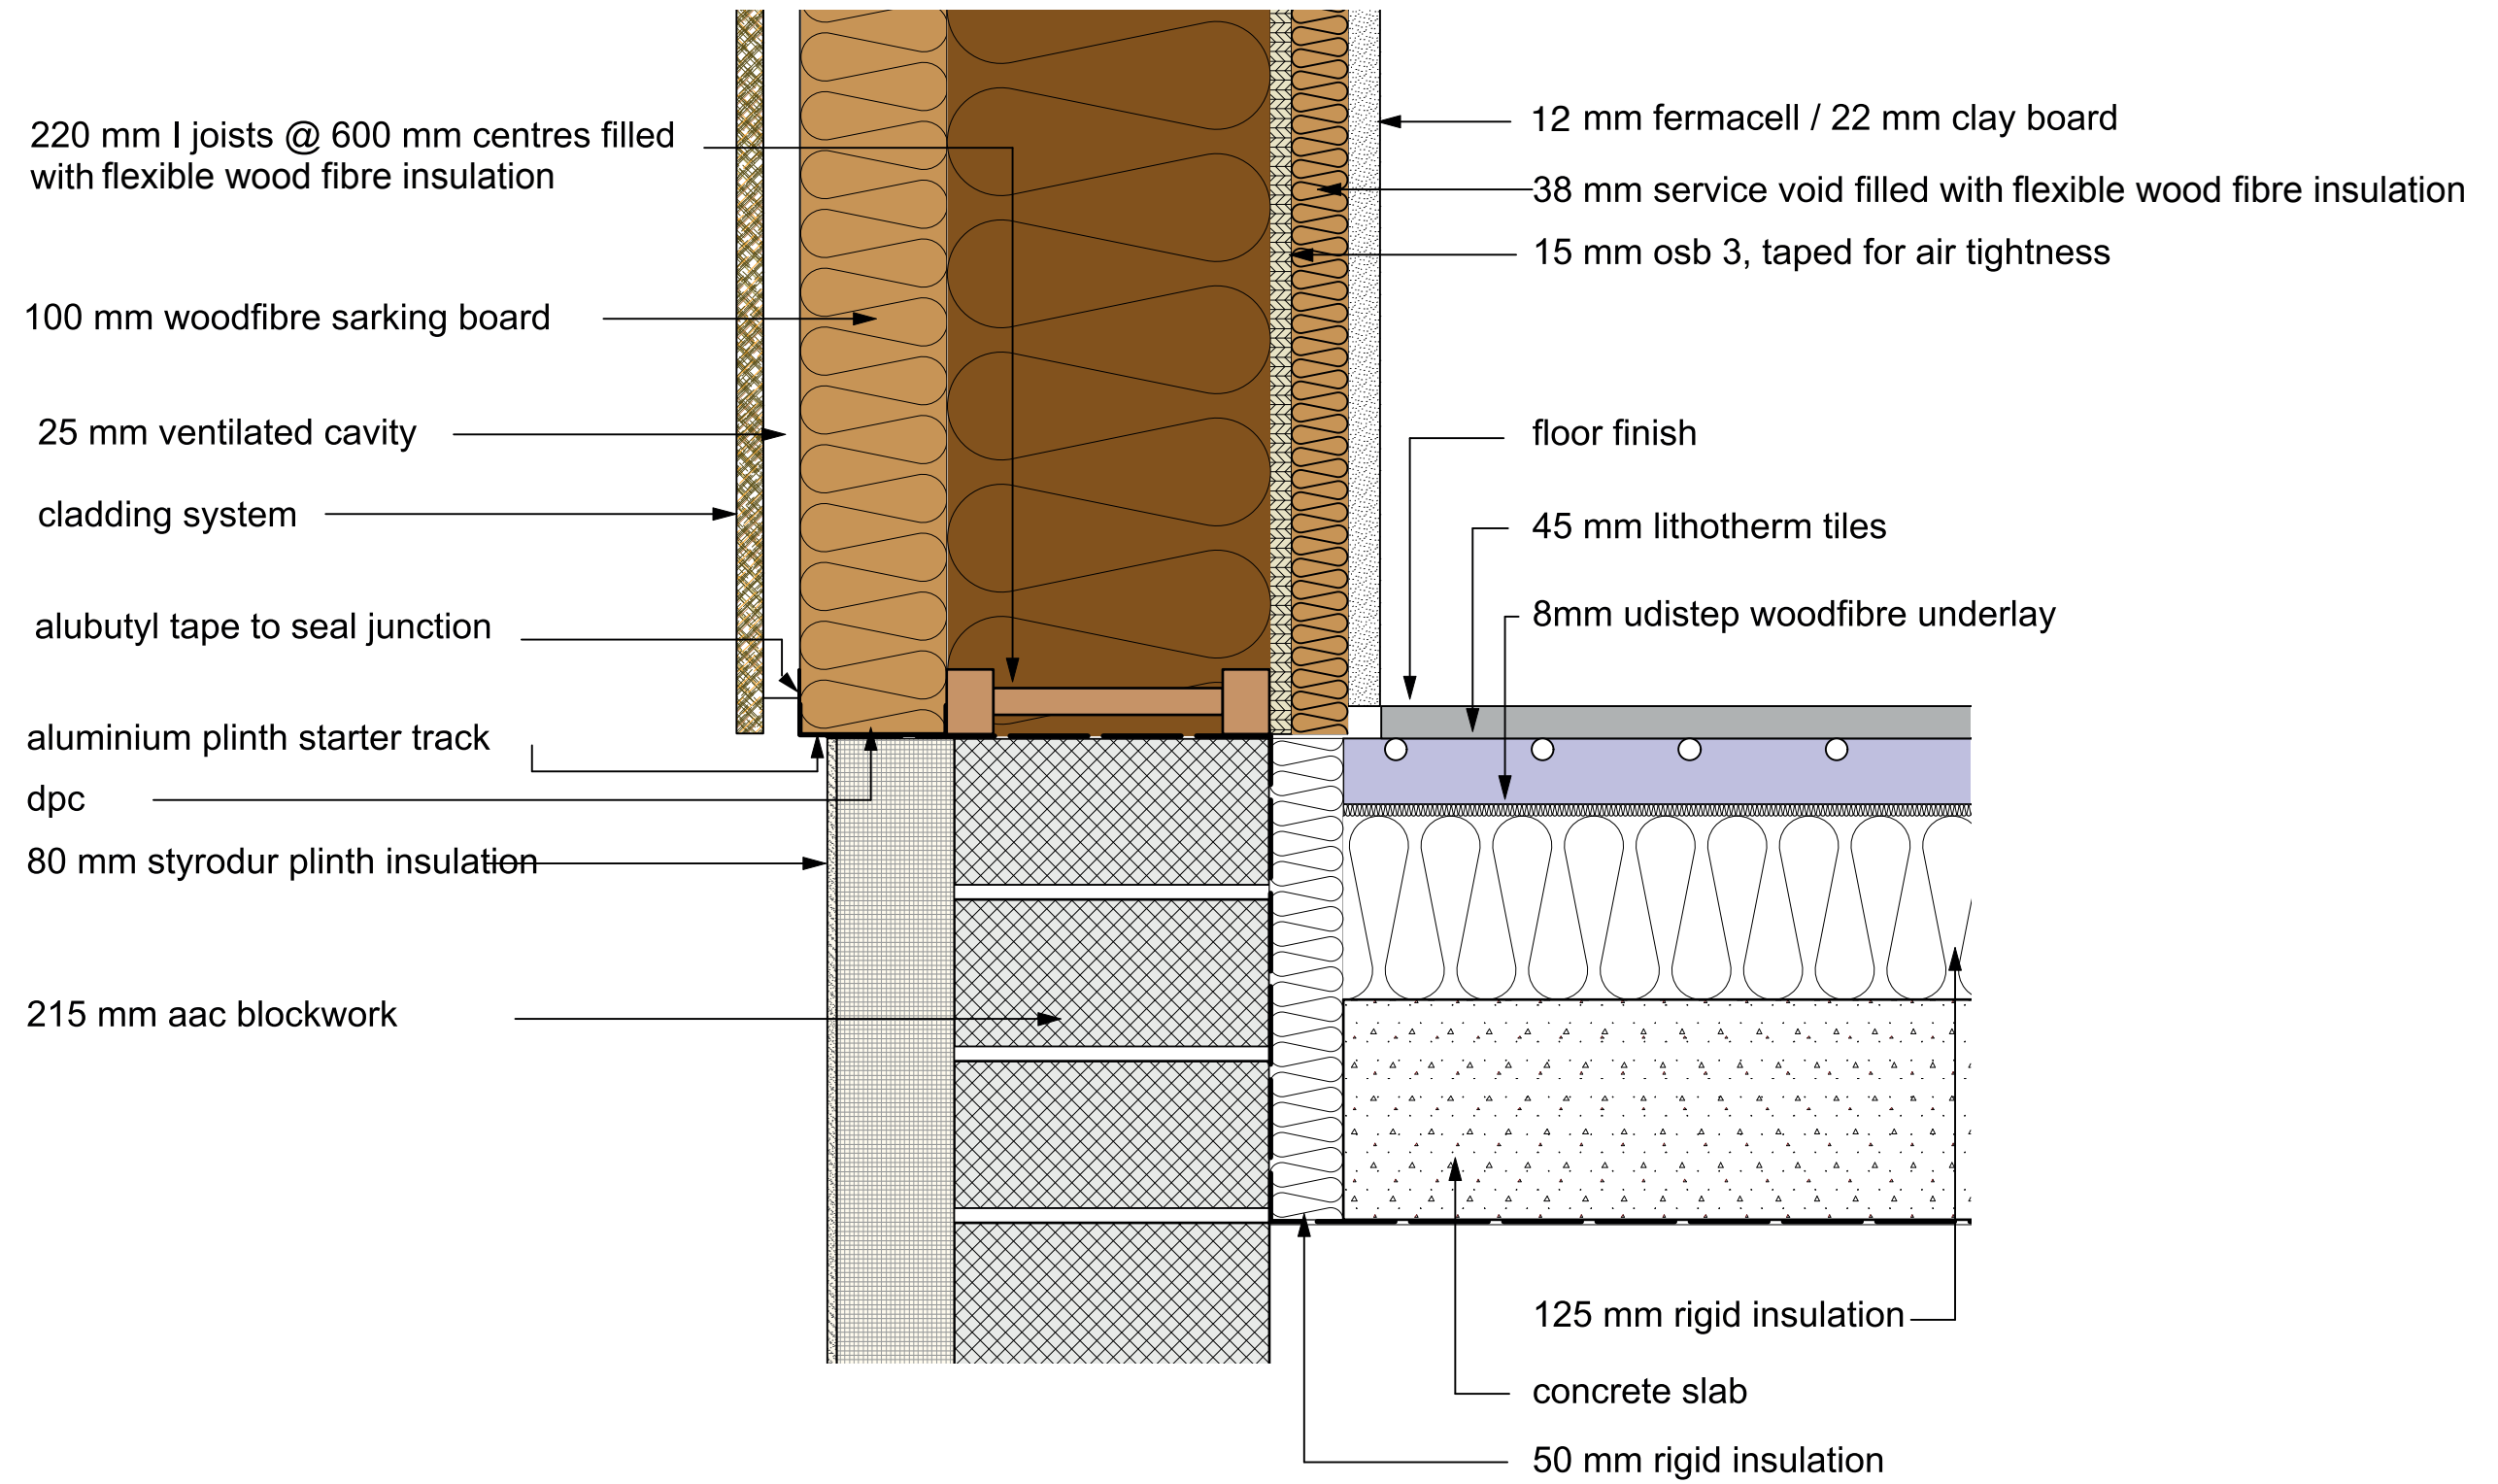 220 mm I joists @ 600 mm centres filled
with flexible wood fibre insulation
100 mm woodfibre sarking board
25 mm ventilated cavity
cladding system
alubutyl tape to seal junction
aluminium plinth starter track
dpc
80 mm styrodur plinth insulation
215 mm aac blockwork
12 mm fermacell / 22 mm clay board
38 mm service void filled with flexible wood fibre insulation
15 mm osb 3, taped for air tightness
floor finish
45 mm lithotherm tiles
8mm udistep woodfibre underlay
125 mm rigid insulation
concrete slab
50 mm rigid insulation